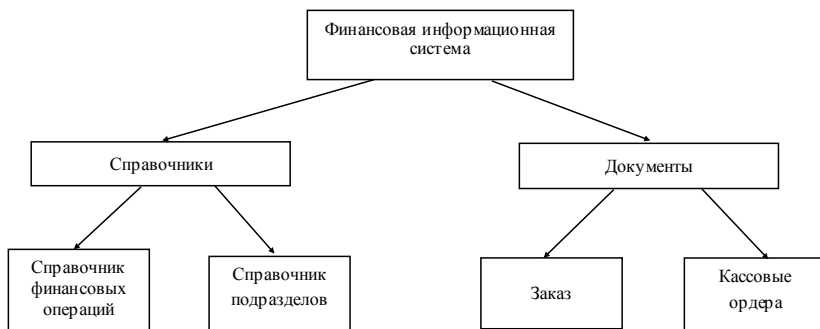 Финансовая информационная
система
Справочники
Документы
Справочник
финансовых
операций
Справочник
подразделов
Заказ
Кассовые
ордера